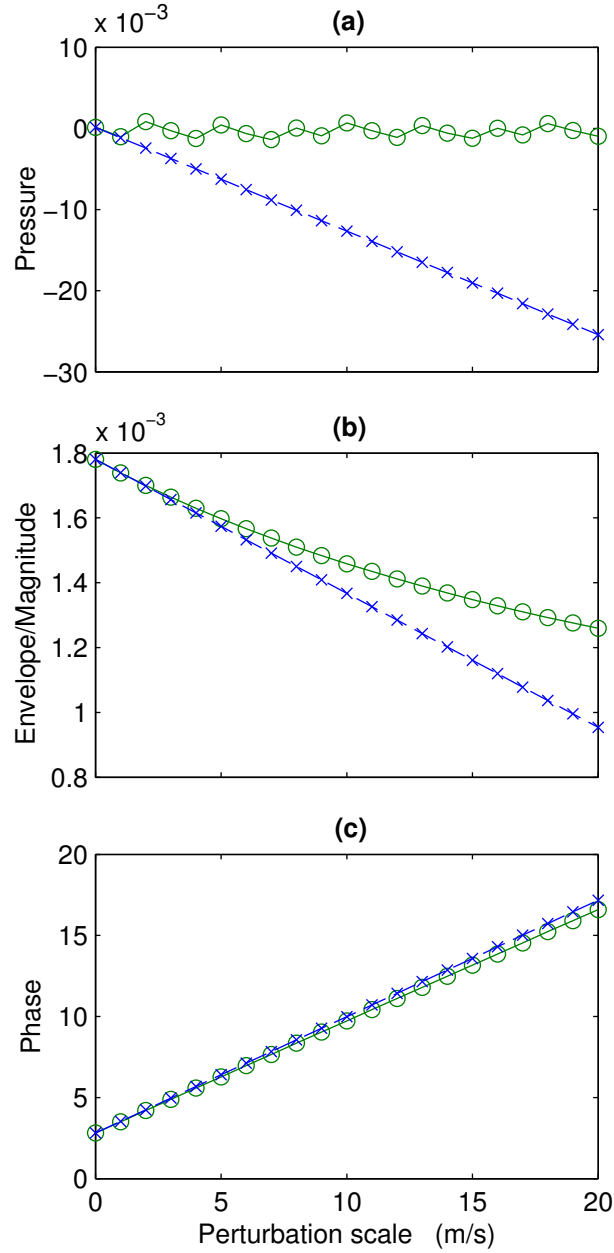 (a)
x 10⁻³
10
0
−10
−20
−30
Pressure
(b)
x 10⁻³
1.8
1.6
1.4
1.2
1
0.8
Envelope/Magnitude
(c)
20
15
10
5
0
Phase
0 5 10 15 20
Perturbation scale (m/s)